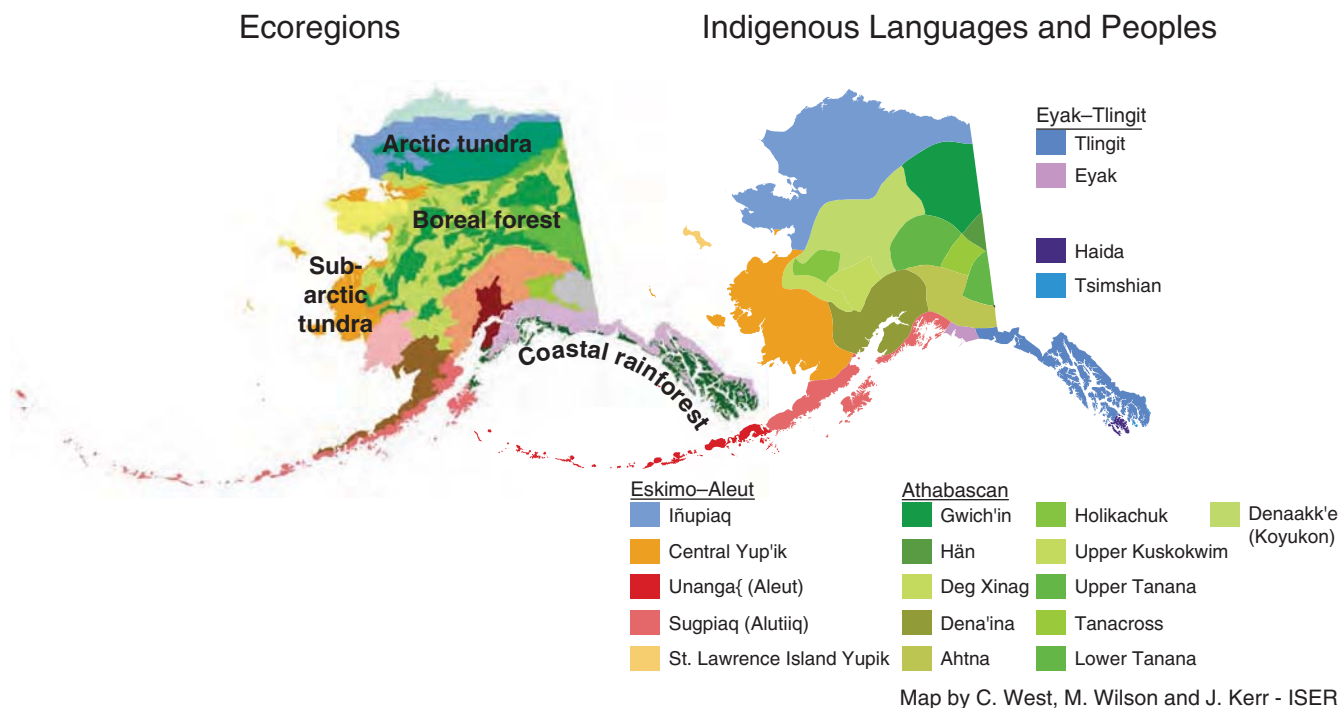 Ecoregions
Indigenous Languages and Peoples
Arctic tundra
Boreal forest
Sub-
arctic
tundra
Coastal rainforest
Eyak–Tlingit
Tlingit
Eyak
Haida
Tsimshian
Eskimo–Aleut
Iñupiaq
Central Yup'ik
Unanga{ (Aleut)
Sugpiaq (Alutiiq)
St. Lawrence Island Yupik
Athabascan
Gwich'in
Hän
Deg Xinag
Dena'ina
Ahtna
Holikachuk
Upper Kuskokwim
Upper Tanana
Tanacross
Lower Tanana
Denaakk'e
(Koyukon)
Map by C. West, M. Wilson and J. Kerr - ISER